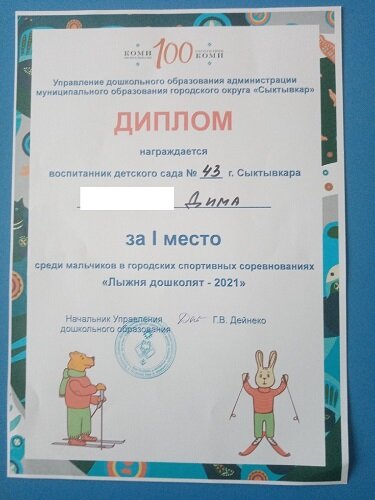 КОМИ 100 КОМИ
Управление дошкольного образования администрации
муниципального образования городского округа «Сыктывкар»
ДИПЛОМ
награждается
воспитанник детского сада № 43 г. Сыктывкара
Дима
за I место
среди мальчиков в городских спортивных соревнованиях
«Лыжня дошколят - 2021»
Начальник Управления
дошкольного образования Г.В. Дейнеко